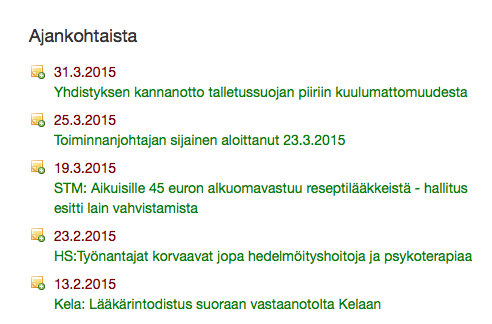 Ajankohtaista
31.3.2015
Yhdistyksen kannanotto talletussuojan piiriin kuulumattomuudesta
25.3.2015
Toiminnanjohtajan sijainen aloittanut 23.3.2015
19.3.2015
STM: Aikuisille 45 euron alkuomavastuu reseptilääkkeistä - hallitus
esitti lain vahvistamista
23.2.2015
HS:Työnantajat korvaavat jopa hedelmöityshoitoja ja psykoterapiaa
13.2.2015
Kela: Lääkärintodistus suoraan vastaanotolta Kelaan